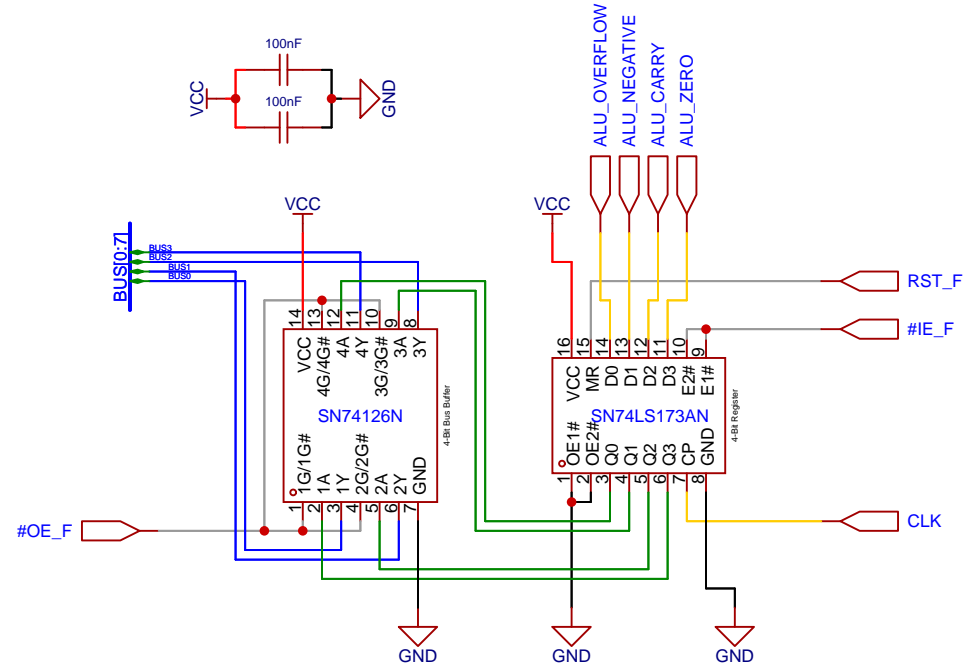 100nF
100nF
VCC
GND
ALU_OVERFLOW
ALU_NEGATIVE
ALU_CARRY
ALU_ZERO
VCC
VCC
BUS[0:7]
BUS3
BUS2
BUS1
BUS0
RST_F
#IE_F
14 13 12 11 10 9 8
VCC 4G/4G# 4A 4Y 3G/3G# 3A 3Y
SN74126N
4-Bit Bus Buffer
1G/1G# 1A 1Y 2G/2G# 2A 2Y GND
1 2 3 4 5 6 7
16 15 14 13 12 11 10 9
VCC MR D0 D1 D2 D3 E2# E1#
SN74LS173AN
4-Bit Register
OE1# OE2# Q0 Q1 Q2 Q3 CP GND
1 2 3 4 5 6 7 8
#OE_F
CLK
GND
GND
GND